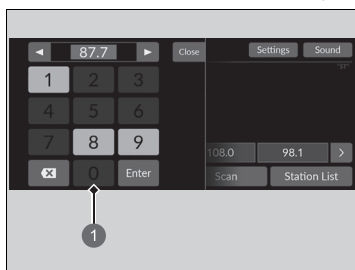 87.7 Close Settings Sound
"ST"
1 2 3
4 5 6
7 8 9 108.0 98.1 >
0 Enter Scan Station List
1